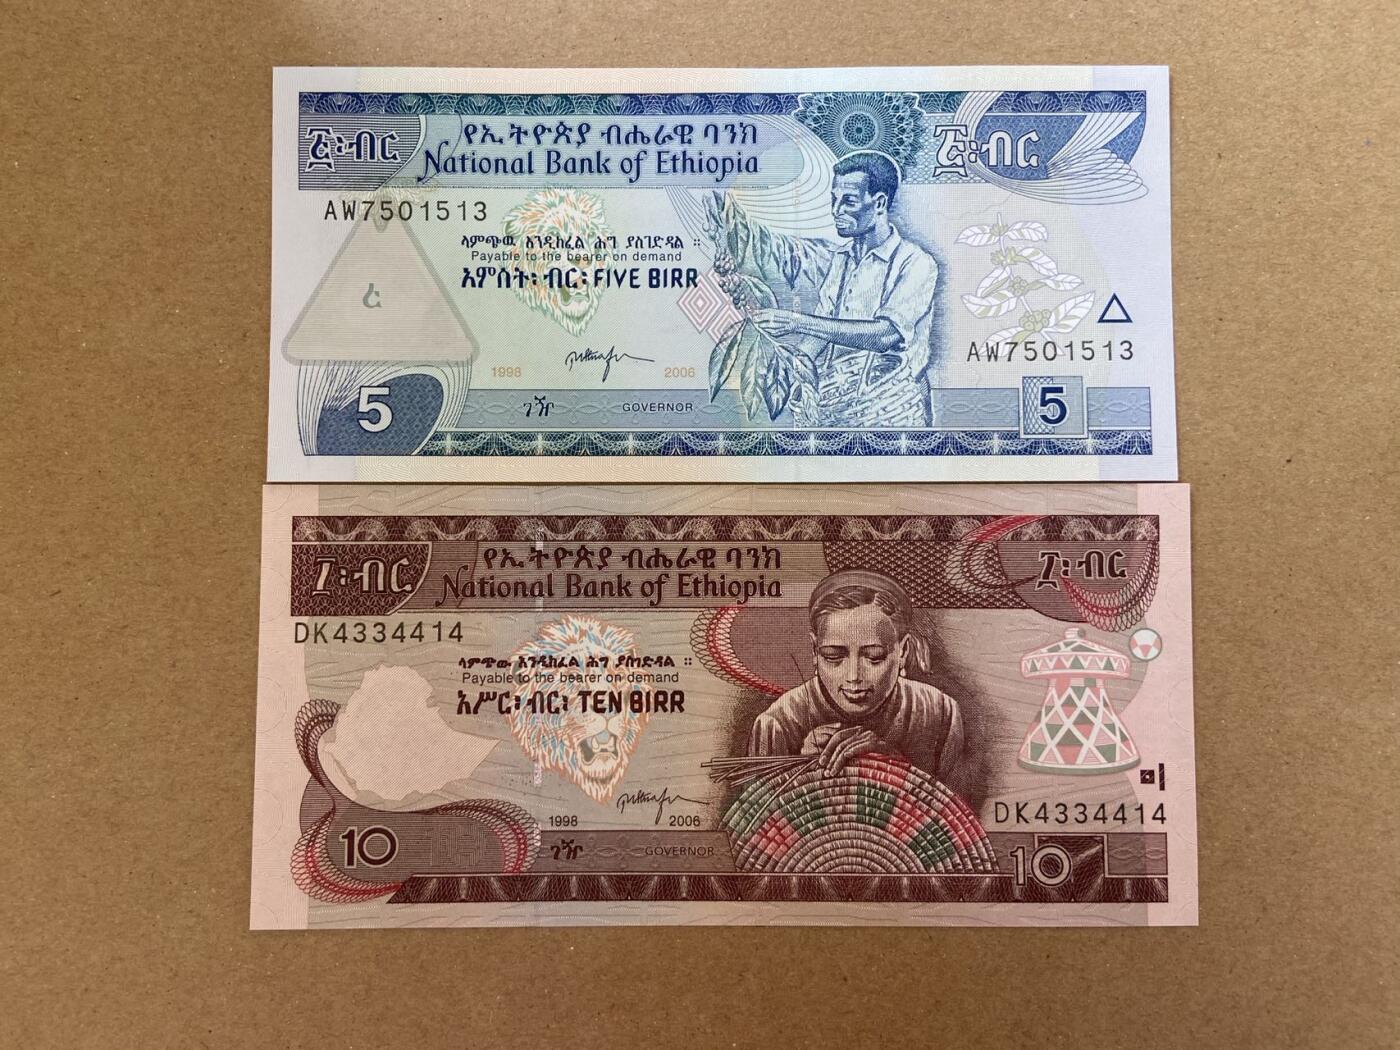 ፭፡ብር
የኢትዮጵያ ብሔራዊ ባንክ
፭፡ብር
National Bank of Ethiopia
AW7501513
ላምጭዉ እንዲከፈል ሕግ ያስገድዳል ።
Payable to the bearer on demand
አምስት፡ ብር፡ FIVE BIRR
፭
AW7501513
1998
2006
5
ገዥ
GOVERNOR
5
፲፡ብር
የኢትዮጵያ ብሔራዊ ባንክ
፲፡ብር
National Bank of Ethiopia
DK4334414
ላምጭው እንዲከፈል ሕግ ያስገድዳል ።
Payable to the bearer on demand
አሥር፡ ብር፡ TEN BIRR
DK4334414
1998
2006
10
ገዥ
GOVERNOR
10